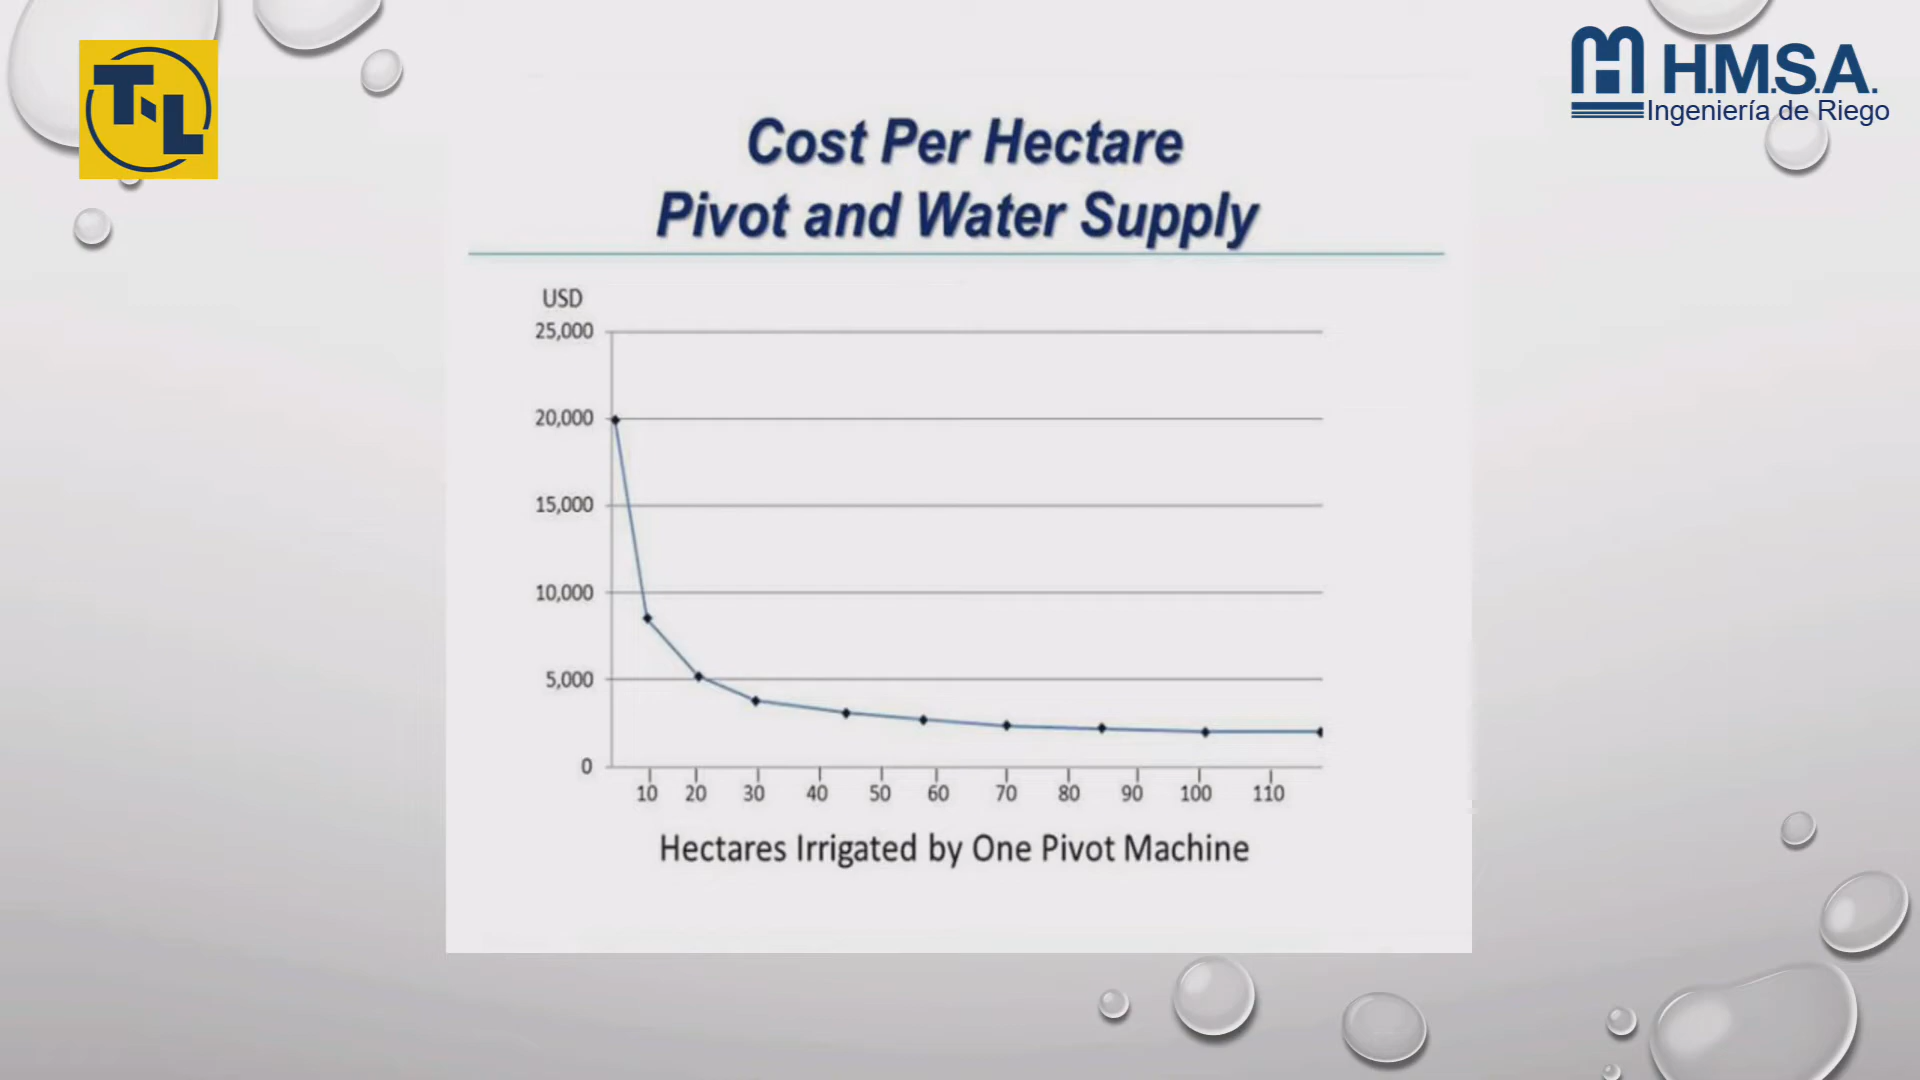 T-L
H.M.S.A.
Ingeniería de Riego
Cost Per Hectare
Pivot and Water Supply
USD
25,000
20,000
15,000
10,000
5,000
0
10 20 30 40 50 60 70 80 90 100 110
Hectares Irrigated by One Pivot Machine